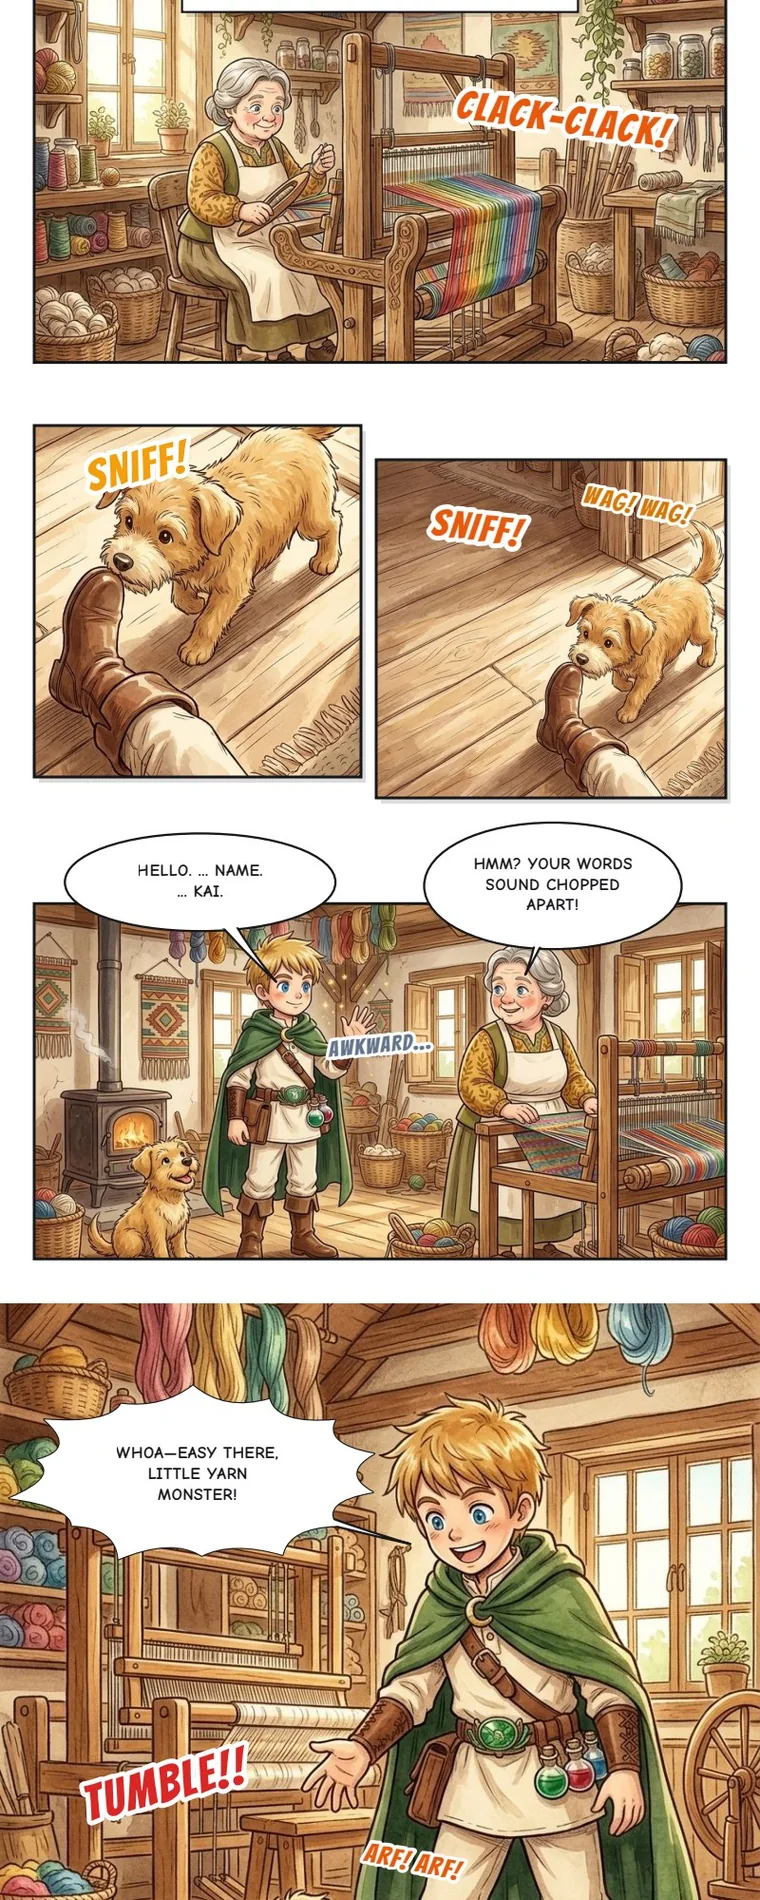 CLACK-CLACK!
SNIFF!
SNIFF!
WAG! WAG!
HELLO. ... NAME.
... KAI.
HMM? YOUR WORDS
SOUND CHOPPED
APART!
AWKWARD...
WHOA—EASY THERE,
LITTLE YARN
MONSTER!
TUMBLE!!
ARF! ARF!